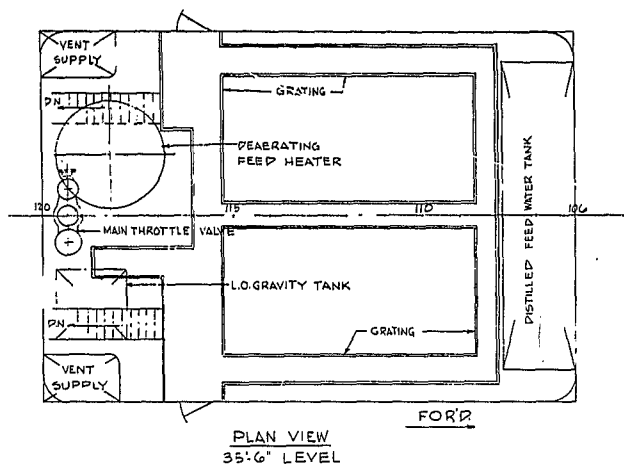 VENT
SUPPLY
DN
GRATING
DEAERATING
FEED HEATER
120
115
110
106
MAIN THROTTLE VALVE
DISTILLED FEED WATER TANK
L.O. GRAVITY TANK
DN
GRATING
VENT
SUPPLY
FOR'D.
PLAN VIEW
35'-6" LEVEL